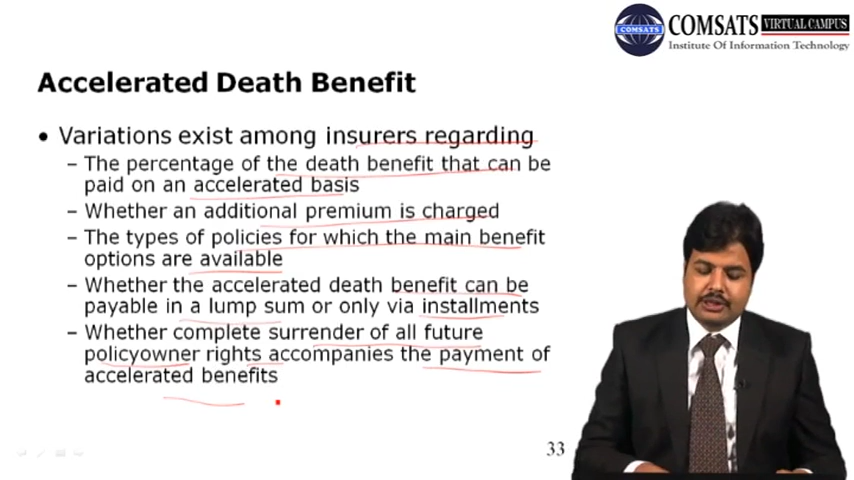 COMSATS VIRTUAL CAMPUS
COMSATS
Institute Of Information Technology
Accelerated Death Benefit
• Variations exist among insurers regarding
– The percentage of the death benefit that can be
paid on an accelerated basis
– Whether an additional premium is charged
– The types of policies for which the main benefit
options are available
– Whether the accelerated death benefit can be
payable in a lump sum or only via installments
– Whether complete surrender of all future
policyowner rights accompanies the payment of
accelerated benefits
33